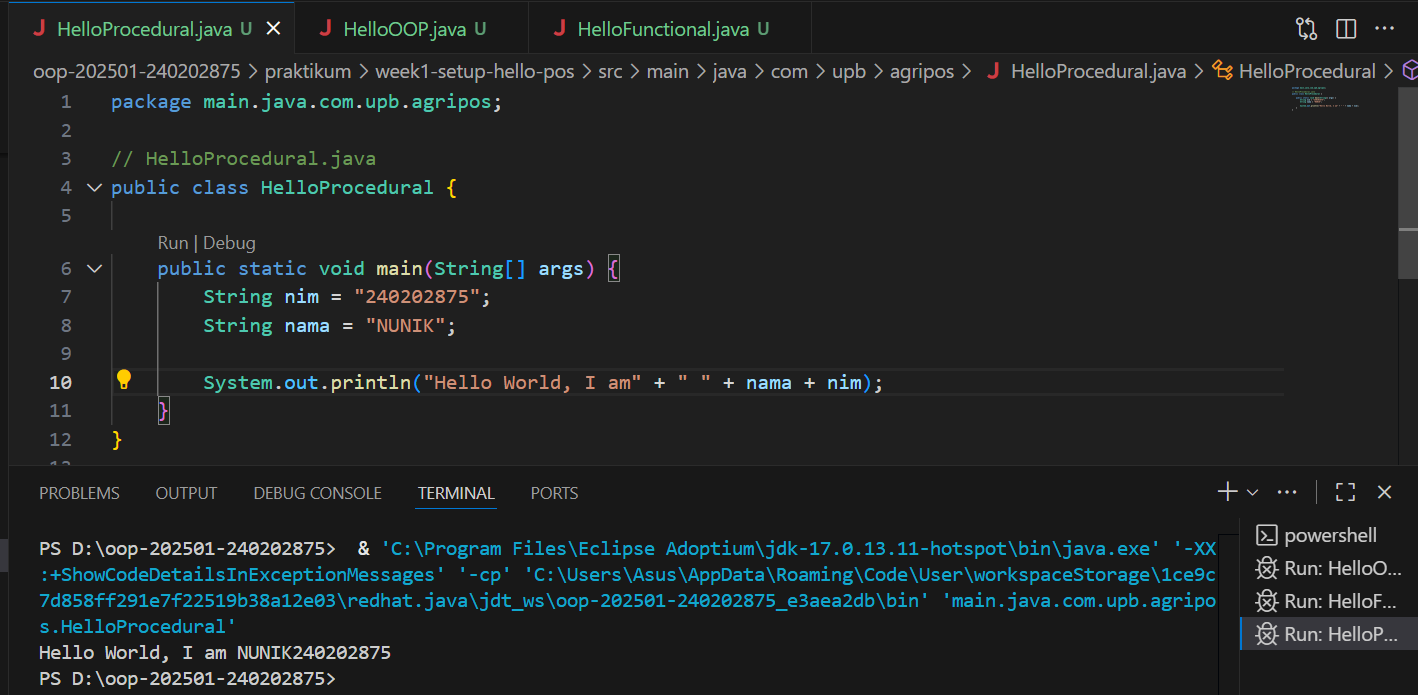 HelloProcedural.java U
HelloOOP.java U
HelloFunctional.java U
oop-202501-240202875 > praktikum > week1-setup-hello-pos > src > main > java > com > upb > agripos > HelloProcedural.java > HelloProcedural >
1 package main.java.com.upb.agripos;
2
3 // HelloProcedural.java
4 public class HelloProcedural {
5
Run | Debug
6 public static void main(String[] args) {
7 String nim = "240202875";
8 String nama = "NUNIK";
9
10 System.out.println("Hello World, I am" + " " + nama + nim);
11 }
12 }
PROBLEMS OUTPUT DEBUG CONSOLE TERMINAL PORTS
PS D:\oop-202501-240202875> & 'C:\Program Files\Eclipse Adoptium\jdk-17.0.13.11-hotspot\bin\java.exe' '-XX
:+ShowCodeDetailsInExceptionMessages' '-cp' 'C:\Users\Asus\AppData\Roaming\Code\User\workspaceStorage\1ce9c
7d858ff291e7f22519b38a12e03\redhat.java\jdt_ws\oop-202501-240202875_e3aea2db\bin' 'main.java.com.upb.agripo
s.HelloProcedural'
Hello World, I am NUNIK240202875
PS D:\oop-202501-240202875>
powershell
Run: HelloO...
Run: HelloF...
Run: HelloP...